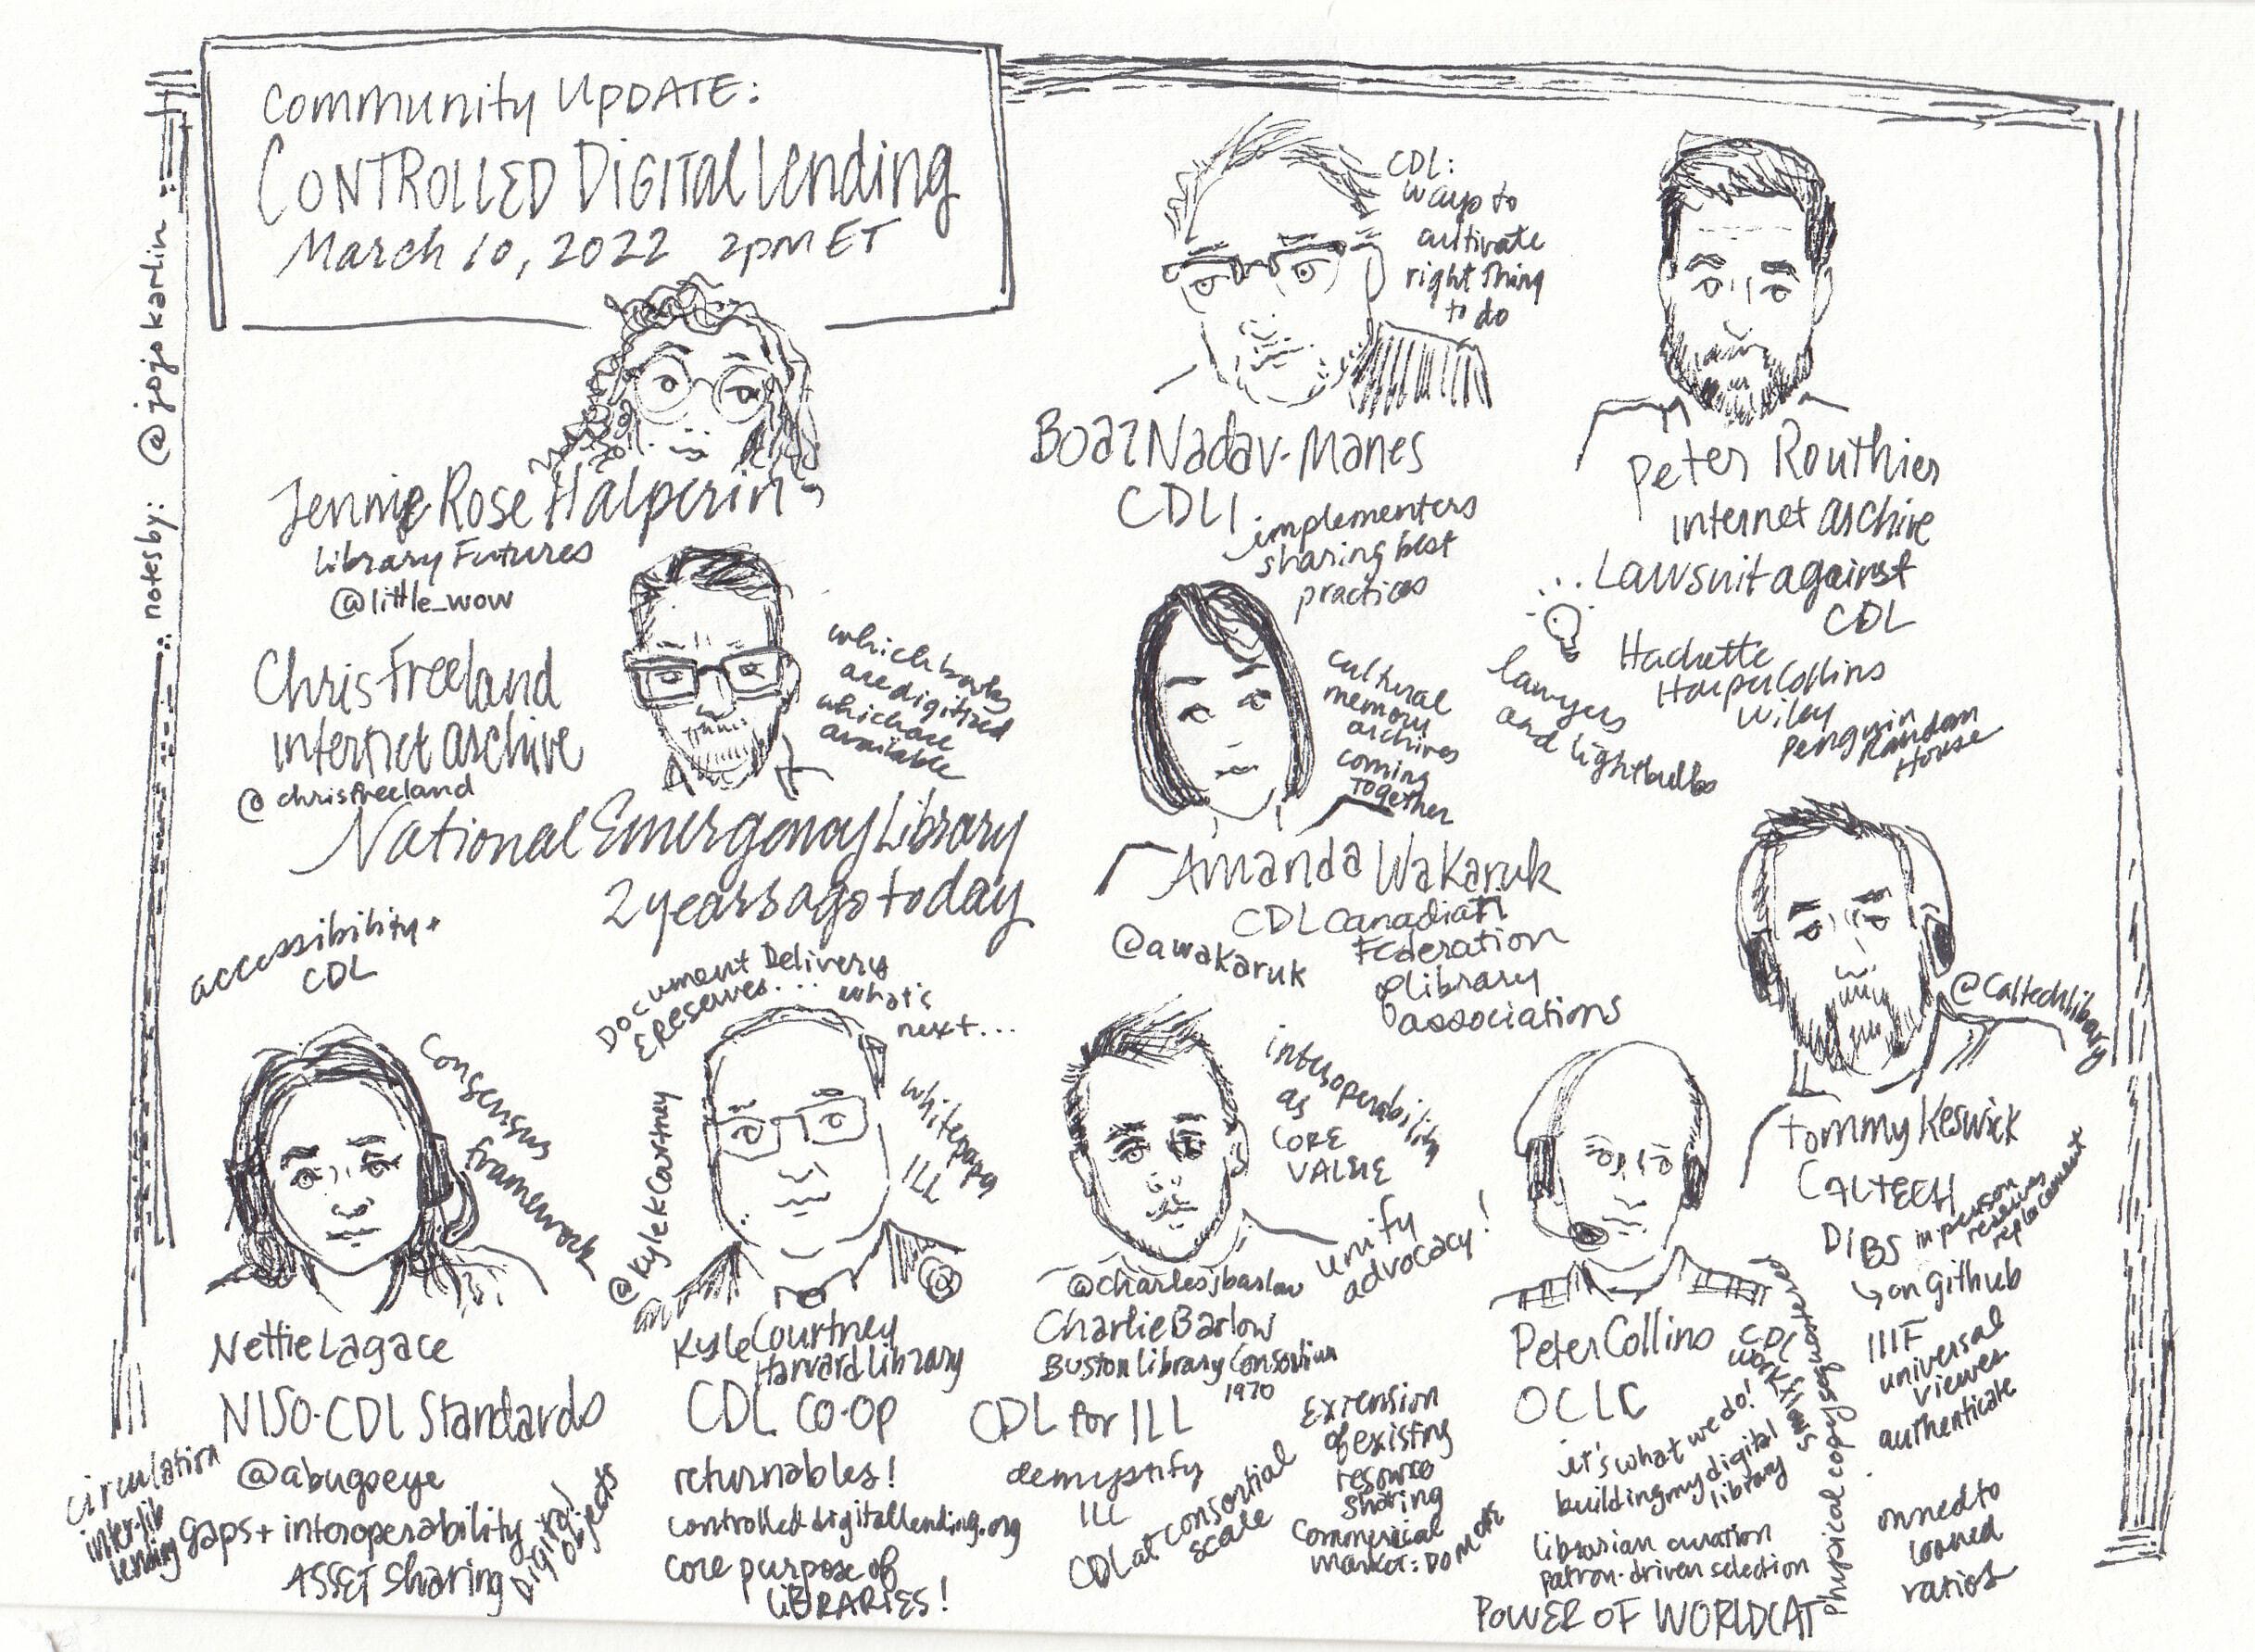 Community UPDATE:
CONTROLLED DIGITAL lending
March 10, 2022 2pm ET
notes by: @jojokarlin
Jennie Rose Halperin
Library Futures
@little_wow
Chris Freeland
internet archive
@chrisfreeland
which books
are digitized
which are
available
National Emergency Library
2 years ago today
CDL:
ways to
cultivate
right thing
to do
Boaz Nadav-Manes
CDLI
implementers
sharing best
practices
Peter Routhier
internet archive
Lawsuit against
CDL
Hachette
HarperCollins
Wiley
Penguin
Random
House
lawyers
and lightbulbs
cultural
memory
archives
coming
together
Amanda Wakaruk
CDL Canadian
Federation
of library
associations
@awakaruk
@caltechlibrary
Tommy Keswick
CALTECH
DIBS in person
reserves
replacement
on Github
IIIF
universal
viewer
authenticate
owned to
loaned
ratios
accessibility +
CDL
consensus
framework
Nettie Lagace
NISO-CDL Standards
@abugseye
circulation
inter-lib
lending
gaps + interoperability
ASSET sharing
Digital!
objects
Document Delivery
EReserves...
what's
next...
@KyleKCourtney
whitepaper
ILL
Kyle Courtney
Harvard Library
CDL CO-OP
returnables!
controlleddigitallending.org
core purpose of
LIBRARIES!
interoperability
as
CORE
VALUE
unify
advocacy!
@charlesjbarlow
Charlie Barlow
Boston library Consortium
1970
CDL for ILL
demystify
ILL
CDL at consortial
scale
Extension
of existing
resource
sharing
Commercial
market: DO MORE
Peter Collins
OCLC
CDL
workflows
it's what we do!
building my digital
library
librarian curation
patron-driven selection
POWER OF WORLDCAT
physical copy